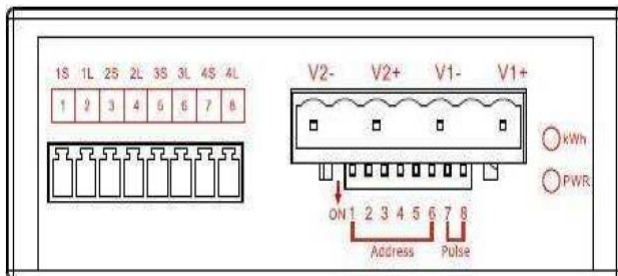 1S 1L 2S 2L 3S 3L 4S 4L
1 2 3 4 5 6 7 8
V2- V2+ V1- V1+
kWh
PWR
ON 1 2 3 4 5 6 7 8
Address Pulse